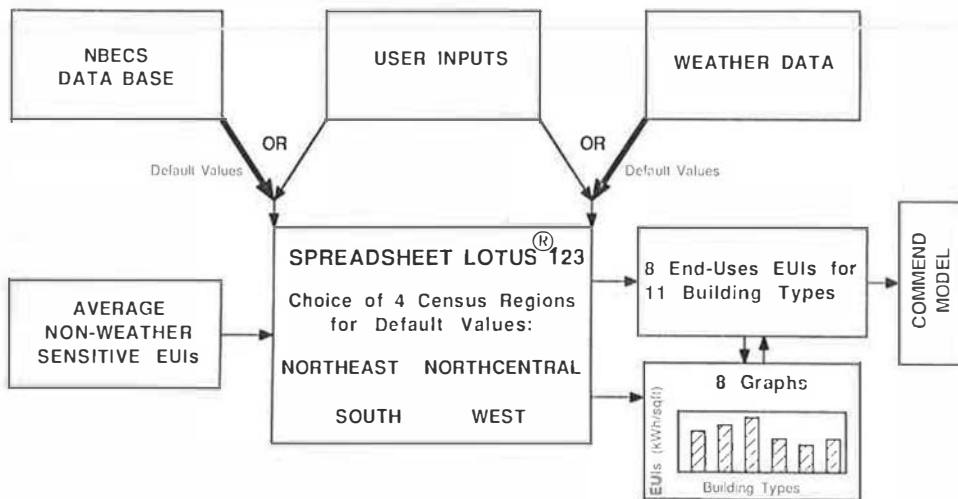 NBECS
DATA BASE
USER INPUTS
WEATHER DATA
OR
OR
Default Values
Default Values
SPREADSHEET LOTUS ® 123
Choice of 4 Census Regions
for Default Values:
NORTHEAST NORTHCENTRAL
SOUTH WEST
AVERAGE
NON-WEATHER
SENSITIVE EUIs
8 End-Uses EUIs for
11 Building Types
COMMEND
MODEL
8 Graphs
EUIs (kWh/sqft)
Building Types